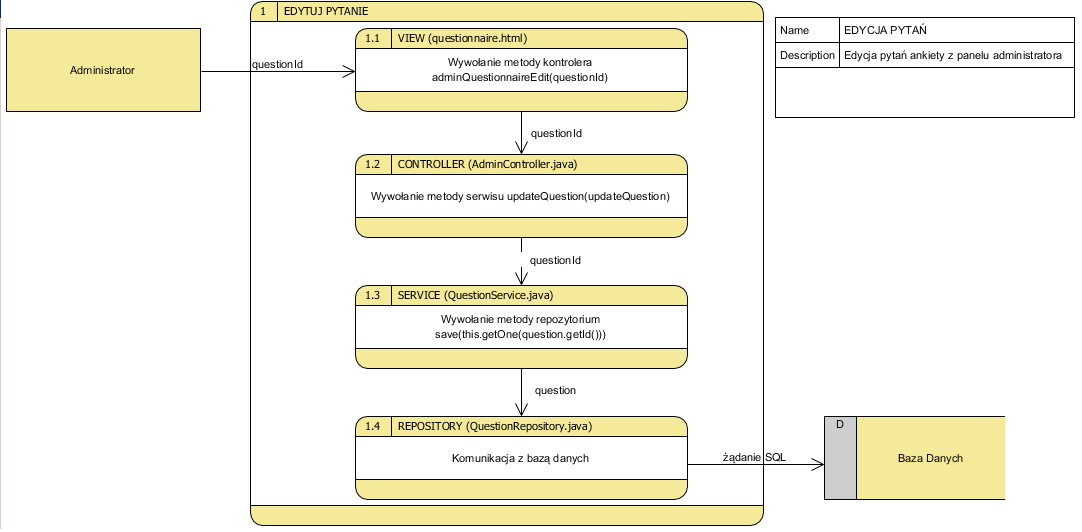 1 EDYTUJ PYTANIE
Administrator
questionId
1.1 VIEW (questionnaire.html)
Wywołanie metody kontrolera
adminQuestionnaireEdit(questionId)
questionId
1.2 CONTROLLER (AdminController.java)
Wywołanie metody serwisu updateQuestion(updateQuestion)
questionId
1.3 SERVICE (QuestionService.java)
Wywołanie metody repozytorium
save(this.getOne(question.getId()))
question
1.4 REPOSITORY (QuestionRepository.java)
Komunikacja z bazą danych
żądanie SQL
D
Baza Danych
Name EDYCJA PYTAŃ
Description Edycja pytań ankiety z panelu administratora